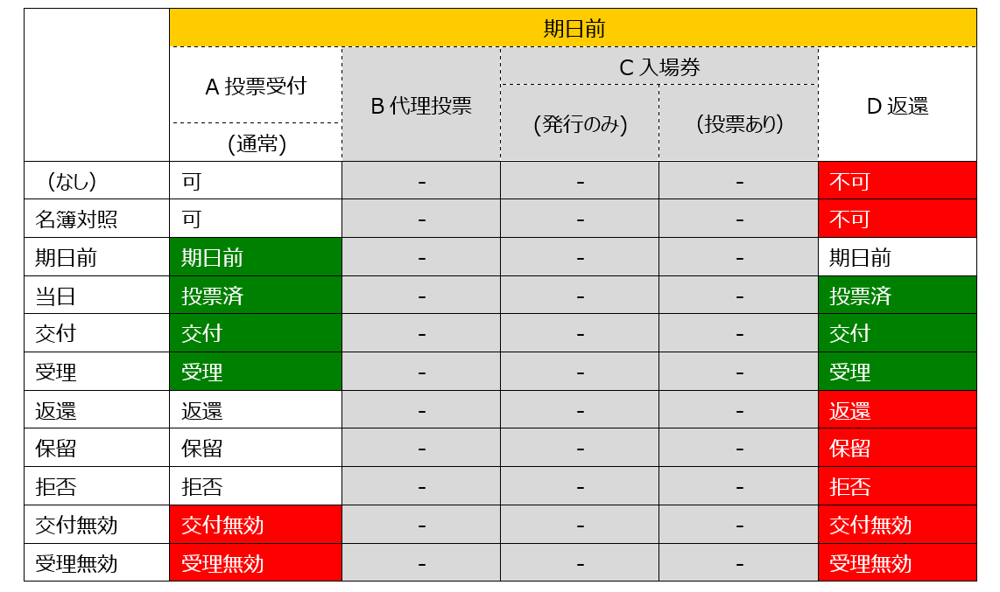 期日前
A 投票受付
(通常)
B 代理投票
C 入場券
(発行のみ)
(投票あり)
D 返還
(なし) 可 - - - 不可
名簿対照 可 - - - 不可
期日前 期日前 - - - 期日前
当日 投票済 - - - 投票済
交付 交付 - - - 交付
受理 受理 - - - 受理
返還 返還 - - - 返還
保留 保留 - - - 保留
拒否 拒否 - - - 拒否
交付無効 交付無効 - - - 交付無効
受理無効 受理無効 - - - 受理無効